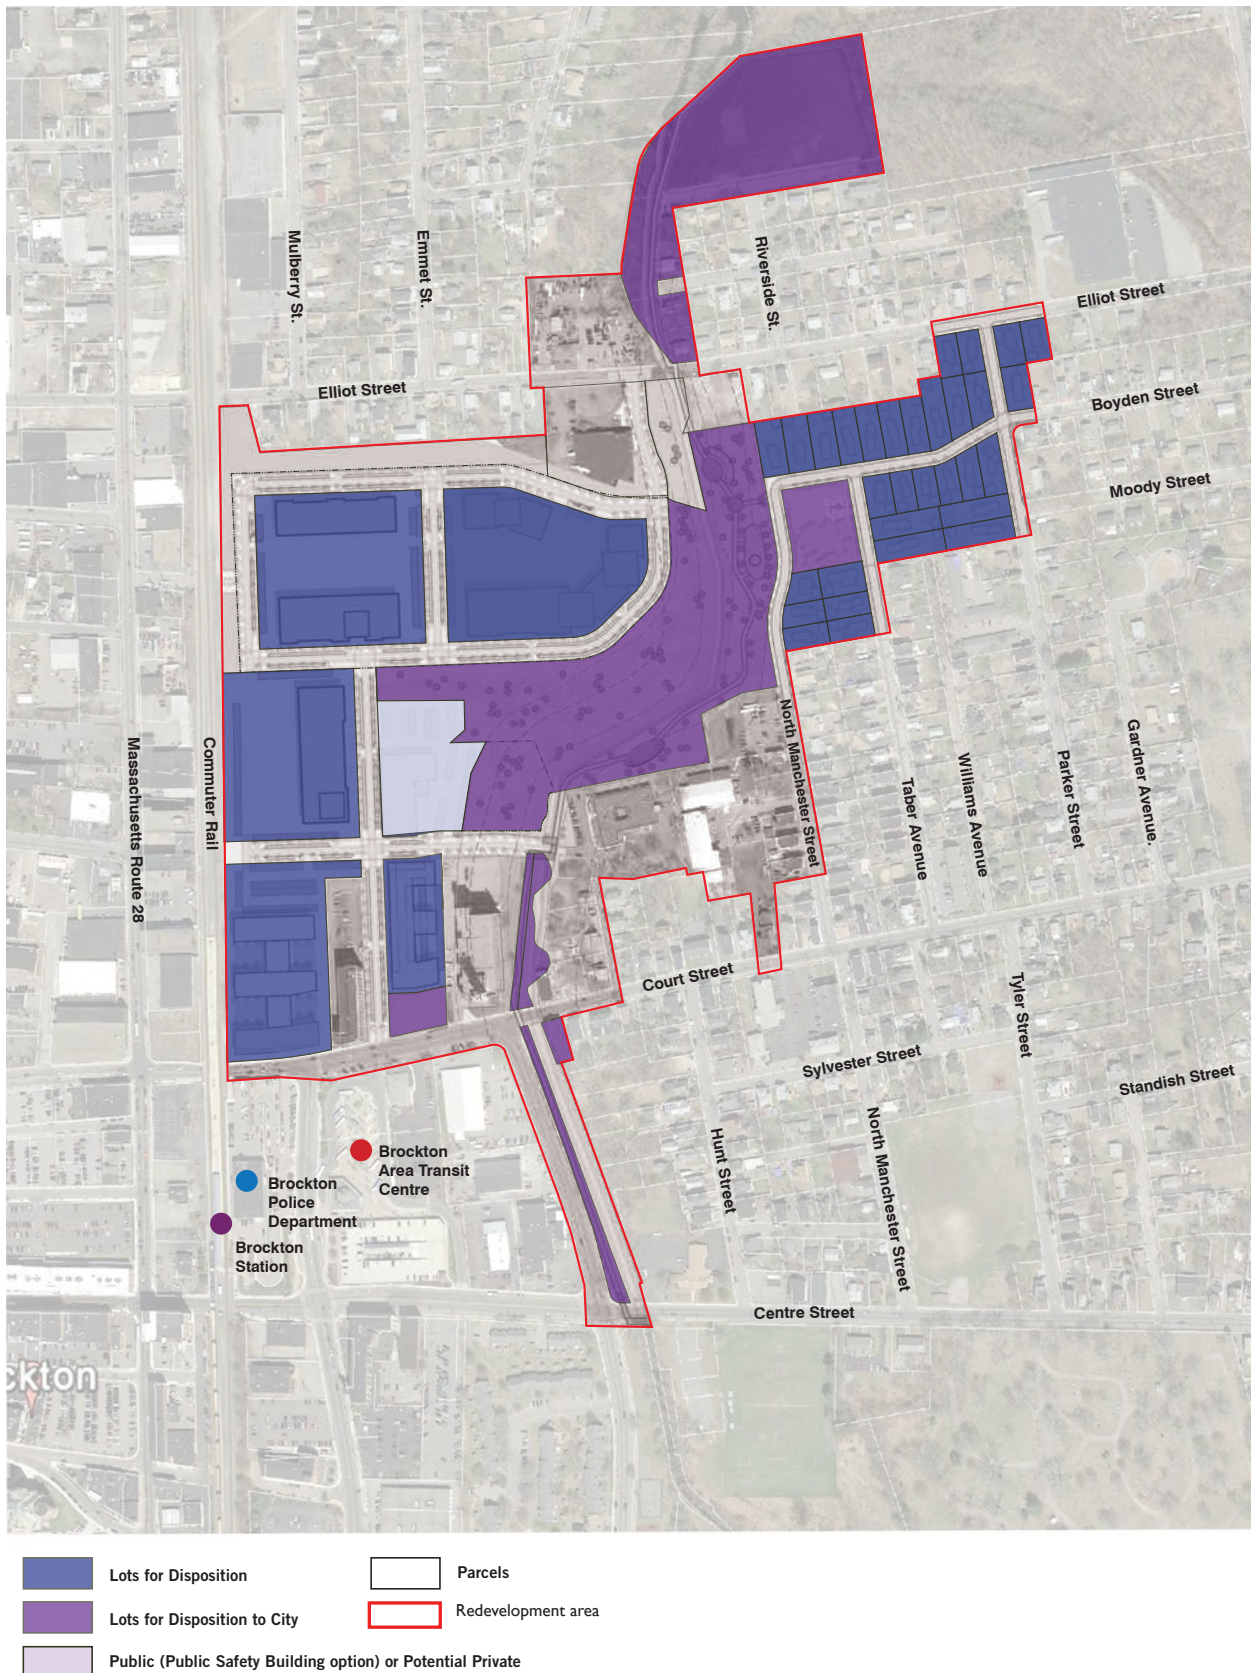 Mulberry St.
Emmet St.
Riverside St.
Elliot Street
Elliot Street
Boyden Street
Moody Street
Massachusetts Route 28
Commuter Rail
North Manchester Street
Taber Avenue
Williams Avenue
Parker Street
Gardner Avenue.
Court Street
Tyler Street
Sylvester Street
Standish Street
Hunt Street
North Manchester Street
Brockton
Area Transit
Centre
Brockton
Police
Department
Brockton
Station
Centre Street
ckton
Lots for Disposition
Parcels
Lots for Disposition to City
Redevelopment area
Public (Public Safety Building option) or Potential Private